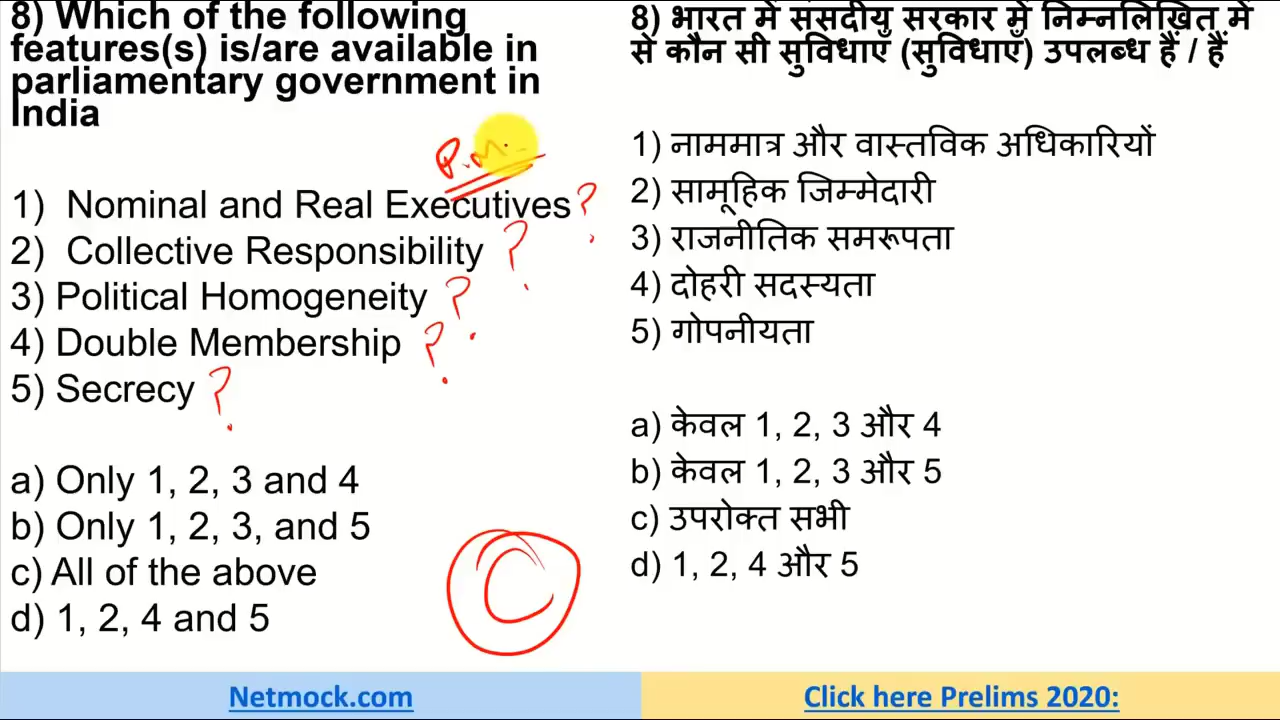 8) Which of the following
features(s) is/are available in
parliamentary government in
India
P.M.
1) Nominal and Real Executives ?
2) Collective Responsibility ?
3) Political Homogeneity ?
4) Double Membership ?
5) Secrecy ?
a) Only 1, 2, 3 and 4
b) Only 1, 2, 3, and 5
c) All of the above
d) 1, 2, 4 and 5
C
8) भारत में संसदीय सरकार में निम्नलिखित में
से कौन सी सुविधाएँ (सुविधाएँ) उपलब्ध हैं / हैं
1) नाममात्र और वास्तविक अधिकारियों
2) सामूहिक जिम्मेदारी
3) राजनीतिक समरूपता
4) दोहरी सदस्यता
5) गोपनीयता
a) केवल 1, 2, 3 और 4
b) केवल 1, 2, 3 और 5
c) उपरोक्त सभी
d) 1, 2, 4 और 5
Netmock.com
Click here Prelims 2020: